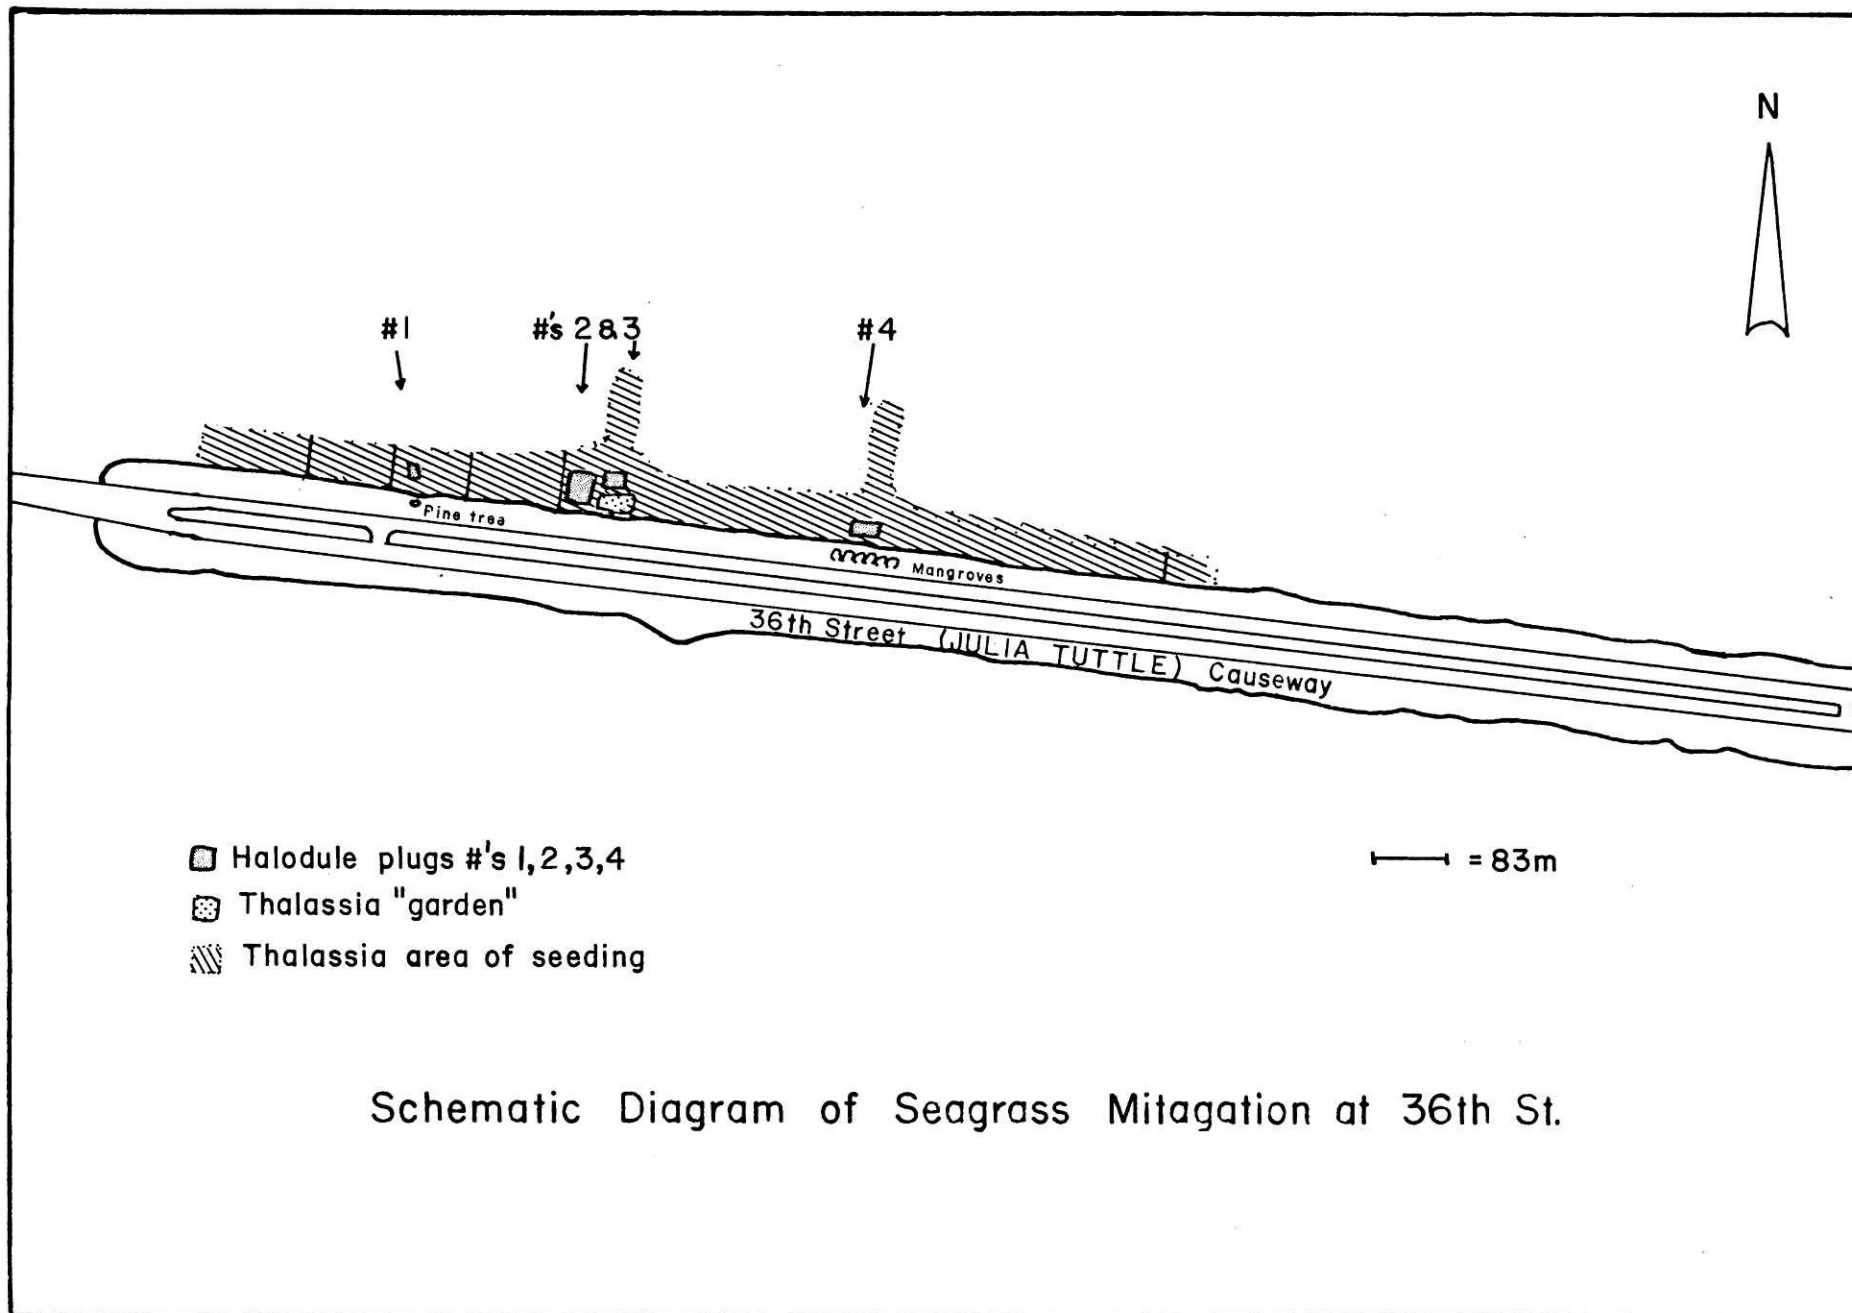 N
#1
#'s 2&3
#4
Pine trea
Mangroves
36th Street (JULIA TUTTLE) Causeway
Halodule plugs #'s 1,2,3,4
= 83m
Thalassia "garden"
Thalassia area of seeding
Schematic Diagram of Seagrass Mitagation at 36th St.